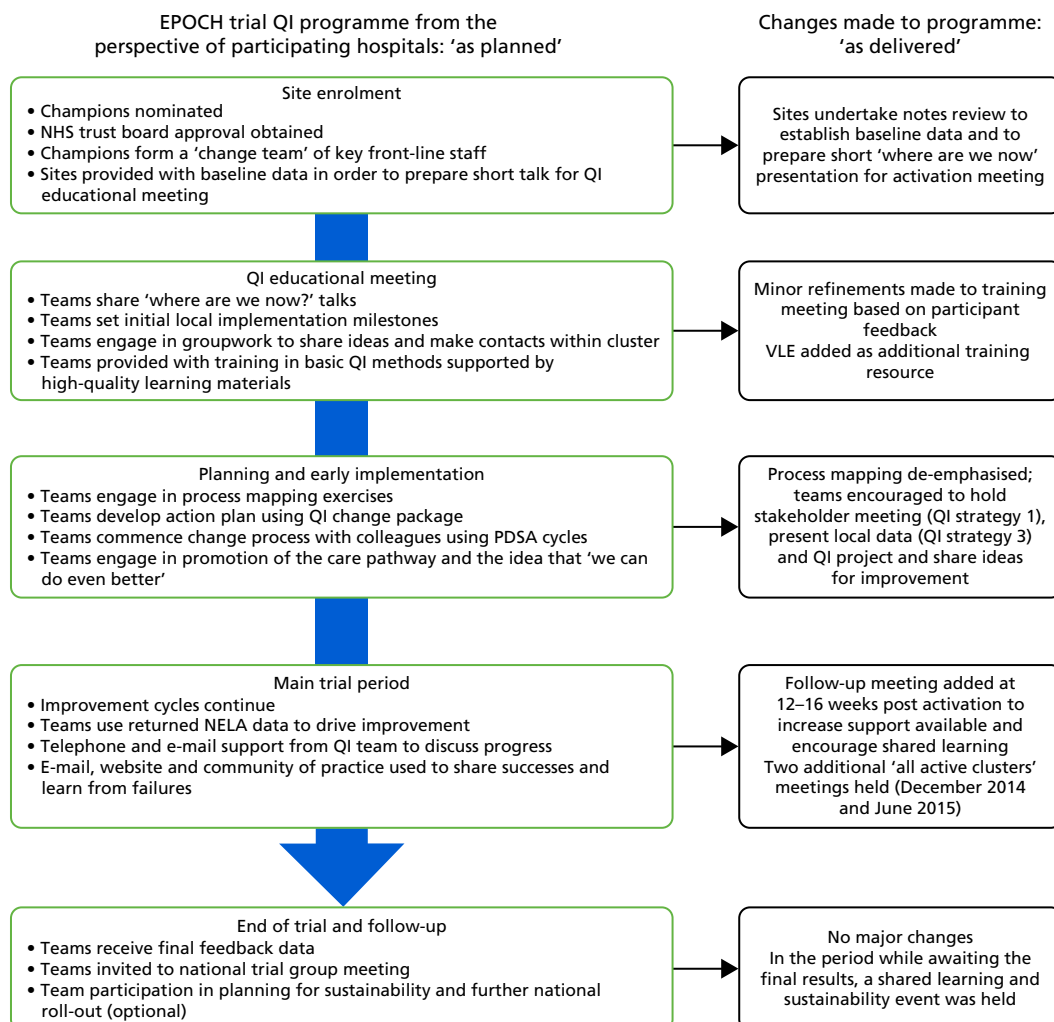 EPOCH trial QI programme from the
perspective of participating hospitals: ‘as planned’
Changes made to programme:
‘as delivered’
Site enrolment
• Champions nominated
• NHS trust board approval obtained
• Champions form a ‘change team’ of key front-line staff
• Sites provided with baseline data in order to prepare short talk for QI
educational meeting
Sites undertake notes review to
establish baseline data and to
prepare short ‘where are we now’
presentation for activation meeting
QI educational meeting
• Teams share ‘where are we now?’ talks
• Teams set initial local implementation milestones
• Teams engage in groupwork to share ideas and make contacts within cluster
• Teams provided with training in basic QI methods supported by
high-quality learning materials
Minor refinements made to training
meeting based on participant
feedback
VLE added as additional training
resource
Planning and early implementation
• Teams engage in process mapping exercises
• Teams develop action plan using QI change package
• Teams commence change process with colleagues using PDSA cycles
• Teams engage in promotion of the care pathway and the idea that ‘we can
do even better’
Process mapping de-emphasised;
teams encouraged to hold
stakeholder meeting (QI strategy 1),
present local data (QI strategy 3)
and QI project and share ideas
for improvement
Main trial period
• Improvement cycles continue
• Teams use returned NELA data to drive improvement
• Telephone and e-mail support from QI team to discuss progress
• E-mail, website and community of practice used to share successes and
learn from failures
Follow-up meeting added at
12–16 weeks post activation to
increase support available and
encourage shared learning
Two additional ‘all active clusters’
meetings held (December 2014
and June 2015)
End of trial and follow-up
• Teams receive final feedback data
• Teams invited to national trial group meeting
• Team participation in planning for sustainability and further national
roll-out (optional)
No major changes
In the period while awaiting the
final results, a shared learning and
sustainability event was held